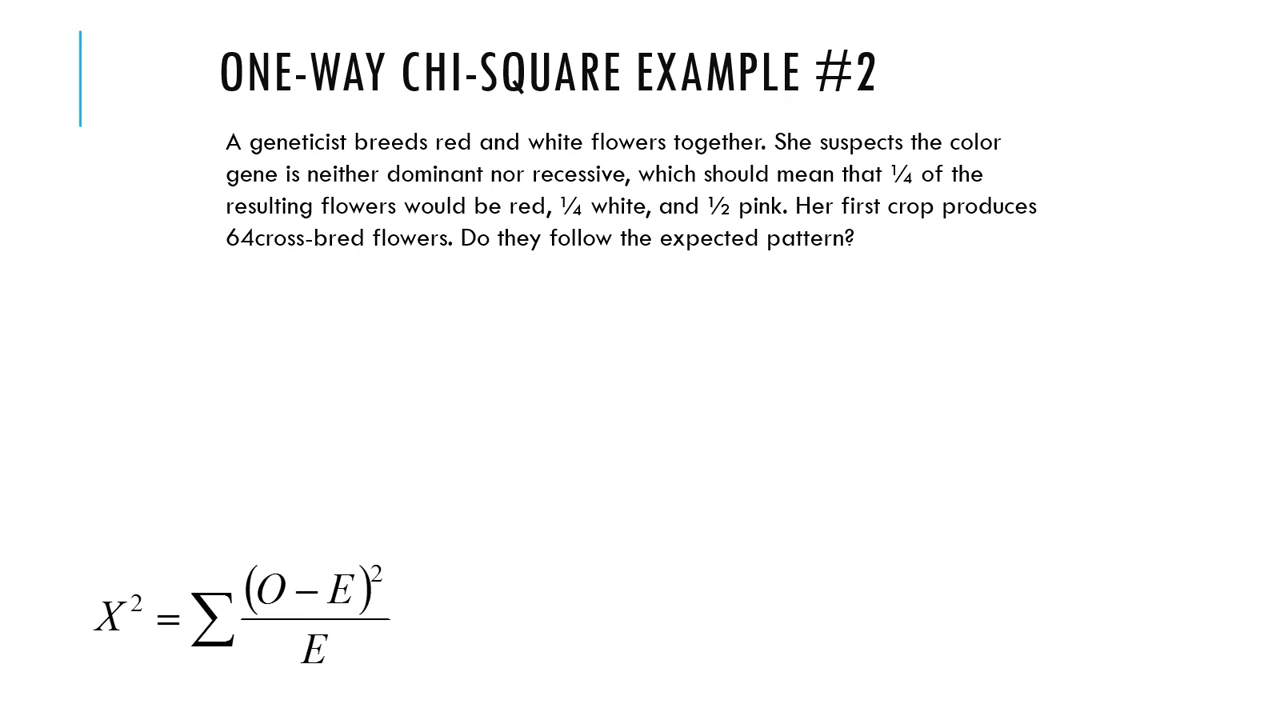 ONE-WAY CHI-SQUARE EXAMPLE #2
A geneticist breeds red and white flowers together. She suspects the color
gene is neither dominant nor recessive, which should mean that ¼ of the
resulting flowers would be red, ¼ white, and ½ pink. Her first crop produces
64cross-bred flowers. Do they follow the expected pattern?
X² = ∑ (O − E)² / E